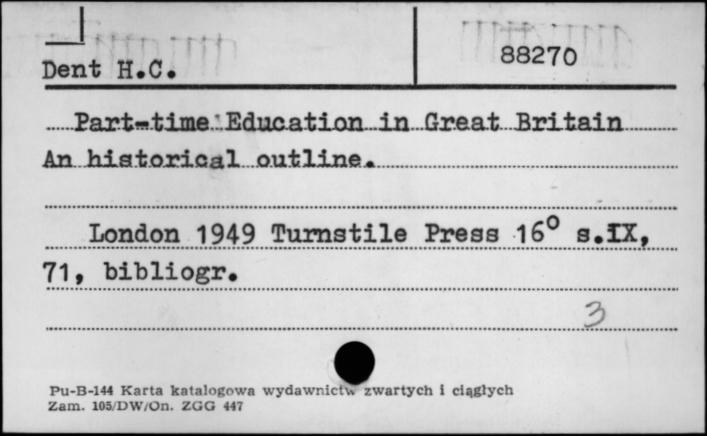 Dent H.C.
88270
Part-time Education in Great Britain
An historical outline.
London 1949 Turnstile Press 16° s.IX,
71, bibliogr.
3
Pu-B-144 Karta katalogowa wydawnictw zwartych i ciągłych
Zam. 105/DW/On. ZGG 447